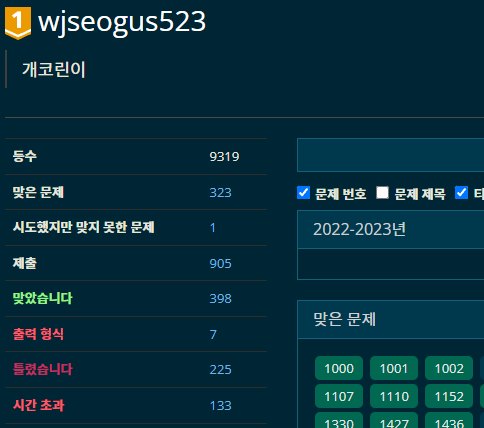 1 wjseogus523
개코린이
등수 9319
맞은 문제 323
시도했지만 맞지 못한 문제 1
제출 905
맞았습니다 398
출력 형식 7
틀렸습니다 225
시간 초과 133
문제 번호 문제 제목
2022-2023년
맞은 문제
1000 1001 1002
1107 1110 1152
1330 1427 1436